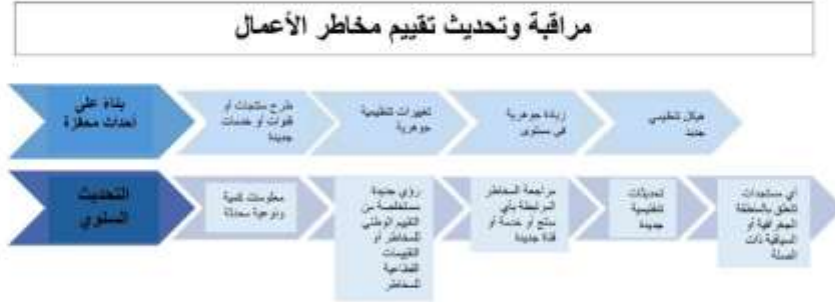 مراقبة وتحديث تقييم مخاطر الأعمال
بناء على
أحداث محفزة
طرح منتجات أو
قنوات أو خدمات
جديدة
تغييرات تنظيمية
جوهرية
زيادة جوهرية
في مستوى
هيكل تنظيمي
جديد
التحديث
السنوي
معلومات كمية
ونوعية محدثة
رؤى جديدة
مستخلصة من
التقييم الوطني
للمخاطر أو
التقييمات
القطاعية
للمخاطر
مراجعة المخاطر
المرتبطة بأي
منتج أو خدمة أو
قناة جديدة
تحديثات
تنظيمية
جديدة
أي مستجدات
تتعلق بالمنطقة
الجغرافية أو
السياقية ذات
الصلة